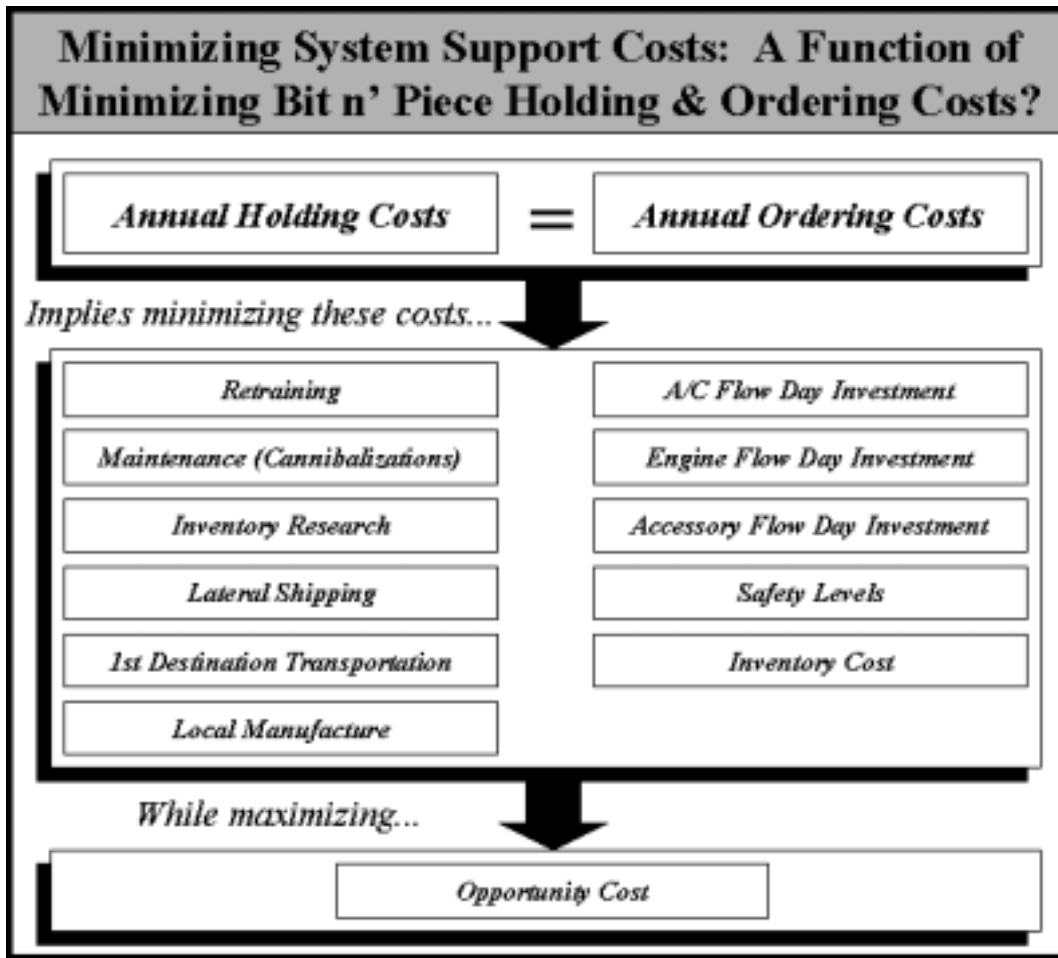 Minimizing System Support Costs: A Function of
Minimizing Bit n' Piece Holding & Ordering Costs?
Annual Holding Costs = Annual Ordering Costs
Implies minimizing these costs...
Retraining
Maintenance (Cannibalizations)
Inventory Research
Lateral Shipping
1st Destination Transportation
Local Manufacture
A/C Flow Day Investment
Engine Flow Day Investment
Accessory Flow Day Investment
Safety Levels
Inventory Cost
While maximizing...
Opportunity Cost